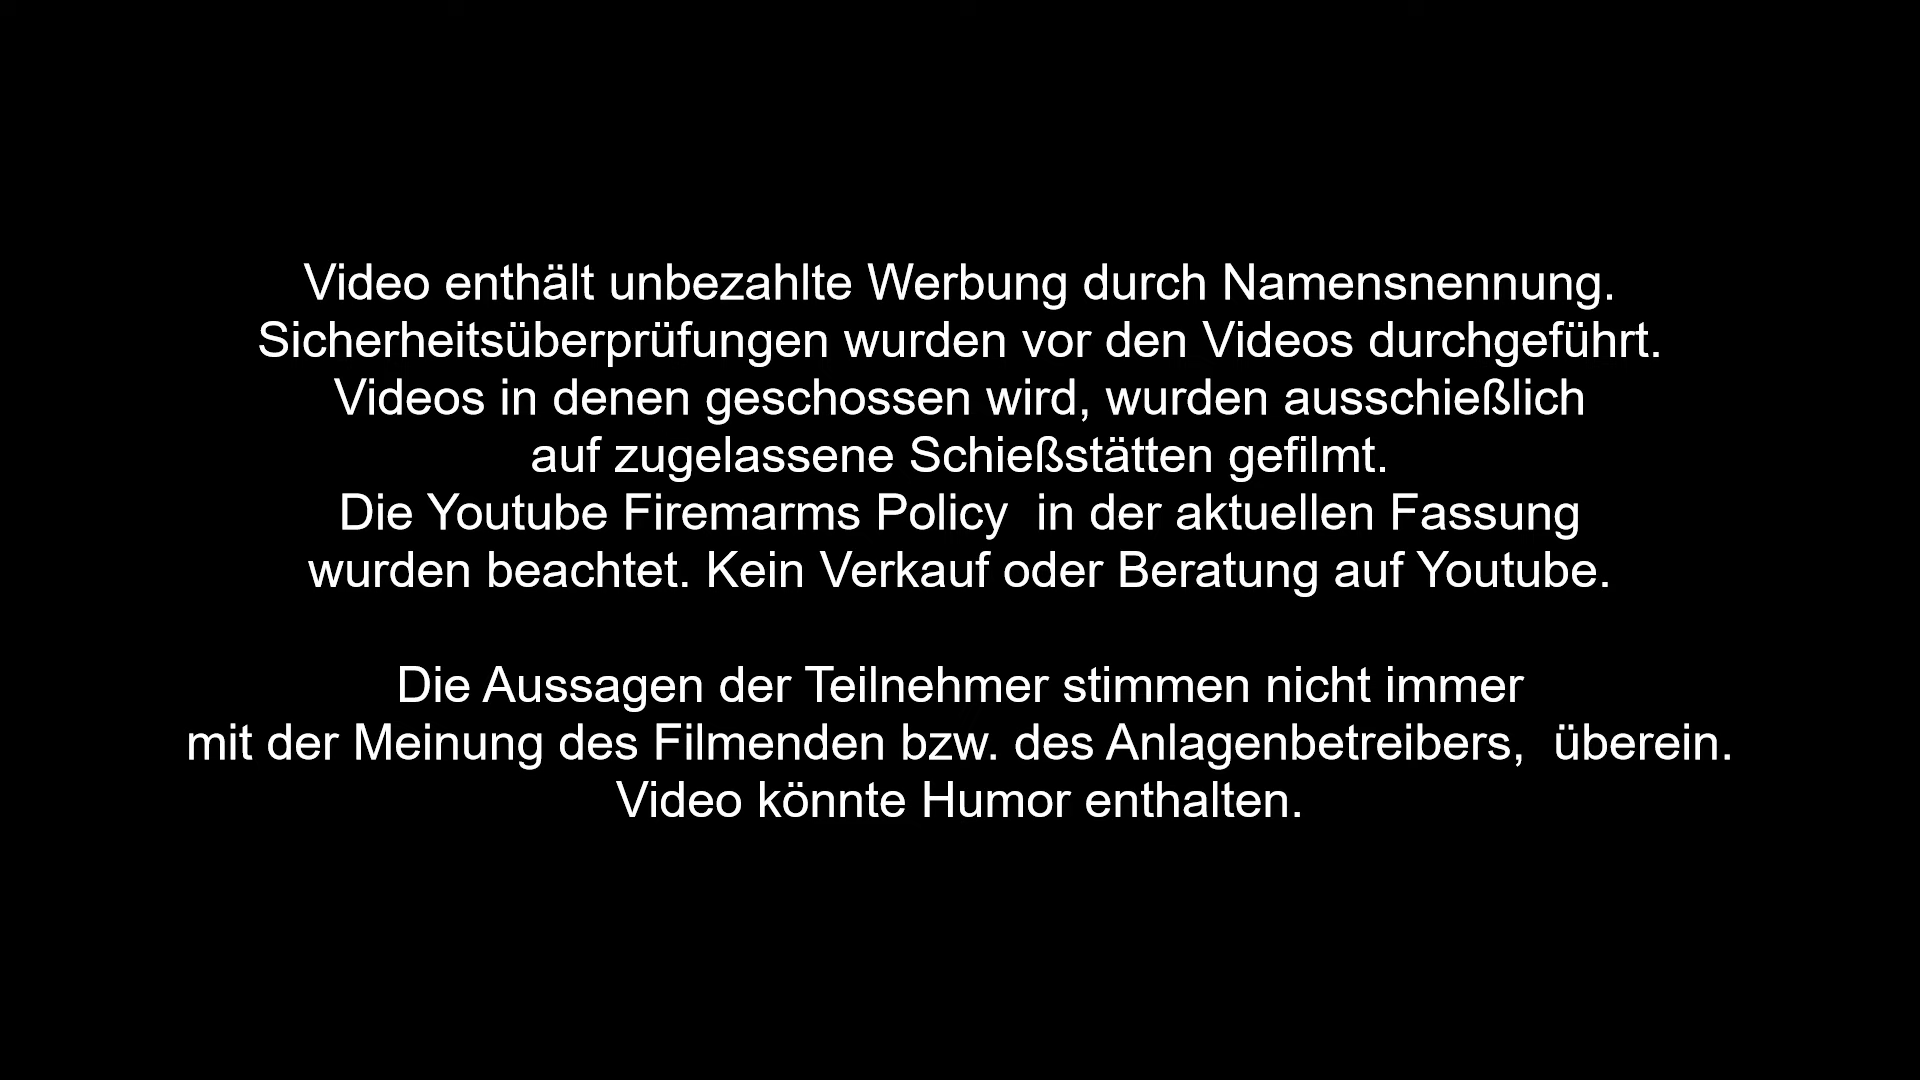 Video enthält unbezahlte Werbung durch Namensnennung.
Sicherheitsüberprüfungen wurden vor den Videos durchgeführt.
Videos in denen geschossen wird, wurden ausschießlich
auf zugelassene Schießstätten gefilmt.
Die Youtube Firemarms Policy  in der aktuellen Fassung
wurden beachtet. Kein Verkauf oder Beratung auf Youtube.
Die Aussagen der Teilnehmer stimmen nicht immer
mit der Meinung des Filmenden bzw. des Anlagenbetreibers,  überein.
Video könnte Humor enthalten.